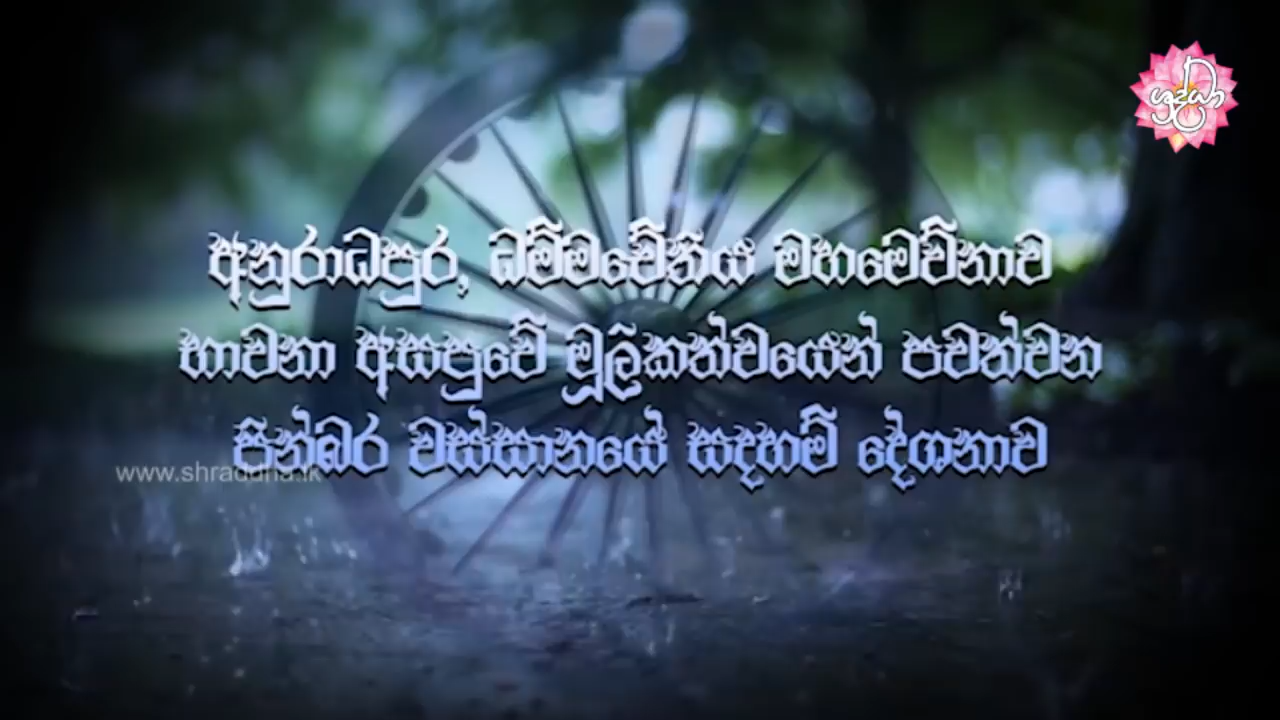 ශ්‍රද්ධා
අනුරාධපුර, ධම්මචේතිය මහමෙව්නාව
භාවනා අසපුවේ මූලිකත්වයෙන් පවත්වන
පින්බර වස්සානයේ සදහම් දේශනාව
www.shraddha.lk